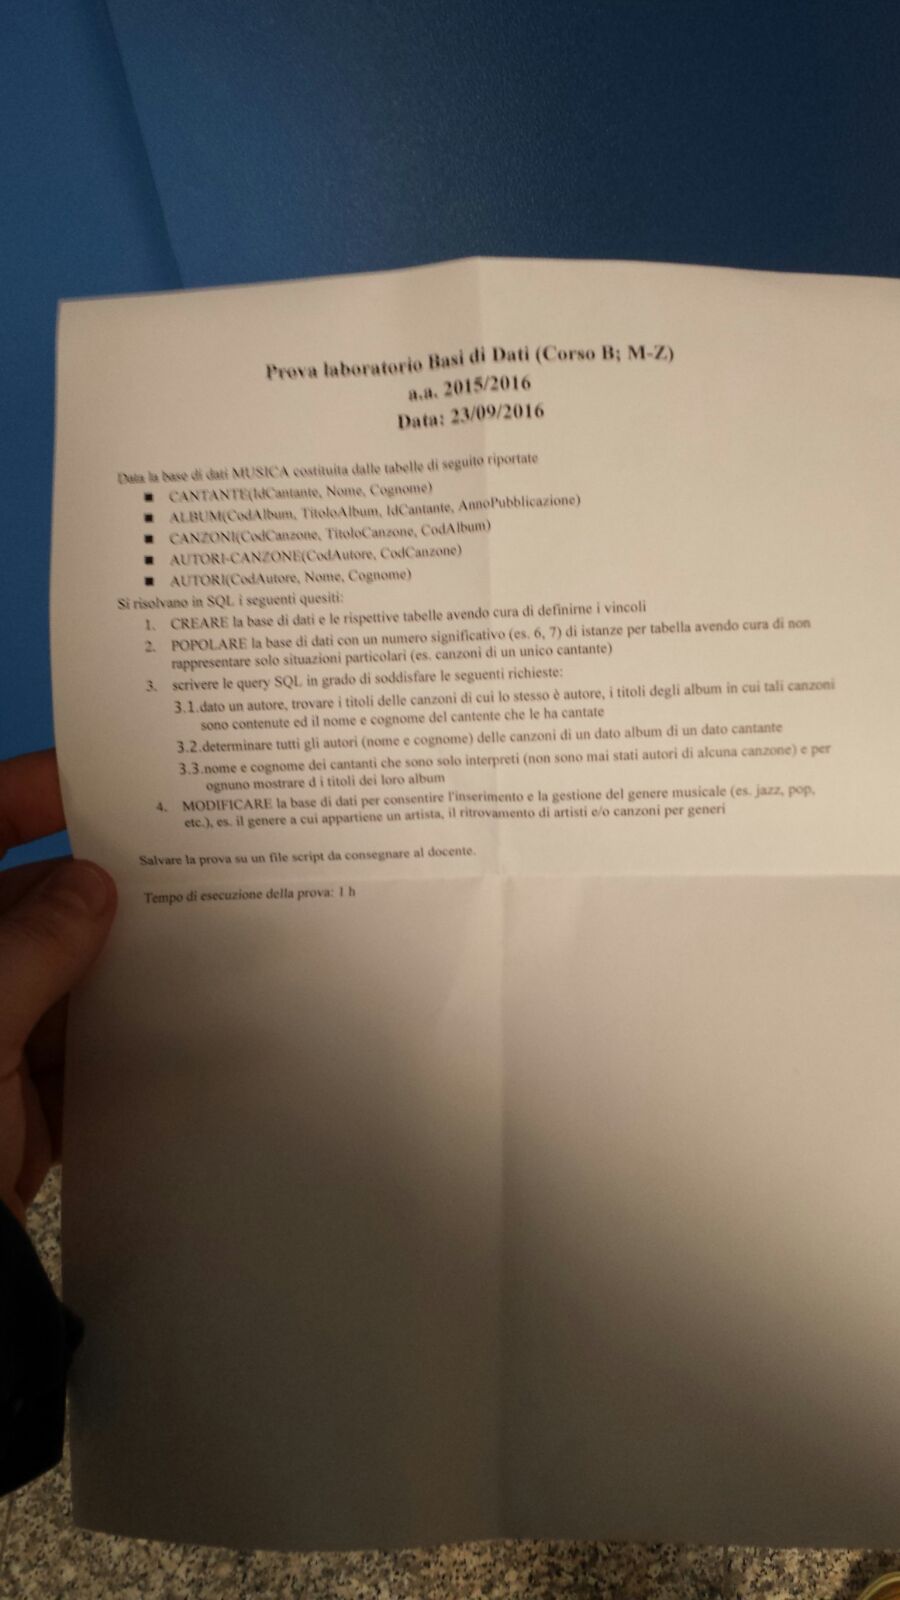 Prova laboratorio Basi di Dati (Corso B; M-Z)
a.a. 2015/2016
Data: 23/09/2016
Data la base di dati MUSICA costituita dalle tabelle di seguito riportate
■ CANTANTE(IdCantante, Nome, Cognome)
■ ALBUM(CodAlbum, TitoloAlbum, IdCantante, AnnoPubblicazione)
■ CANZONI(CodCanzone, TitoloCanzone, CodAlbum)
■ AUTORI-CANZONE(CodAutore, CodCanzone)
■ AUTORI(CodAutore, Nome, Cognome)
Si risolvano in SQL i seguenti quesiti:
1. CREARE la base di dati e le rispettive tabelle avendo cura di definirne i vincoli
2. POPOLARE la base di dati con un numero significativo (es. 6, 7) di istanze per tabella avendo cura di non
rappresentare solo situazioni particolari (es. canzoni di un unico cantante)
3. scrivere le query SQL in grado di soddisfare le seguenti richieste:
3.1.dato un autore, trovare i titoli delle canzoni di cui lo stesso è autore, i titoli degli album in cui tali canzoni
sono contenute ed il nome e cognome del cantente che le ha cantate
3.2.determinare tutti gli autori (nome e cognome) delle canzoni di un dato album di un dato cantante
3.3.nome e cognome dei cantanti che sono solo interpreti (non sono mai stati autori di alcuna canzone) e per
ognuno mostrare d i titoli dei loro album
4. MODIFICARE la base di dati per consentire l'inserimento e la gestione del genere musicale (es. jazz, pop,
etc.), es. il genere a cui appartiene un artista, il ritrovamento di artisti e/o canzoni per generi
Salvare la prova su un file script da consegnare al docente.
Tempo di esecuzione della prova: 1 h